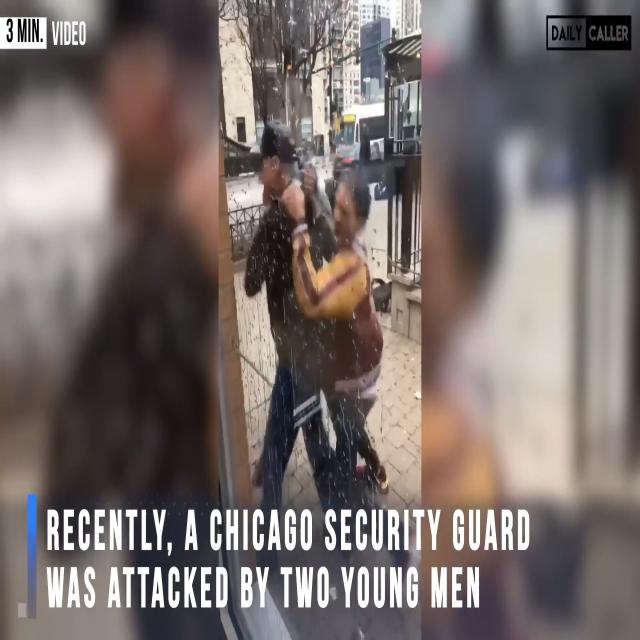 3 MIN. VIDEO
DAILY CALLER
RECENTLY, A CHICAGO SECURITY GUARD
WAS ATTACKED BY TWO YOUNG MEN